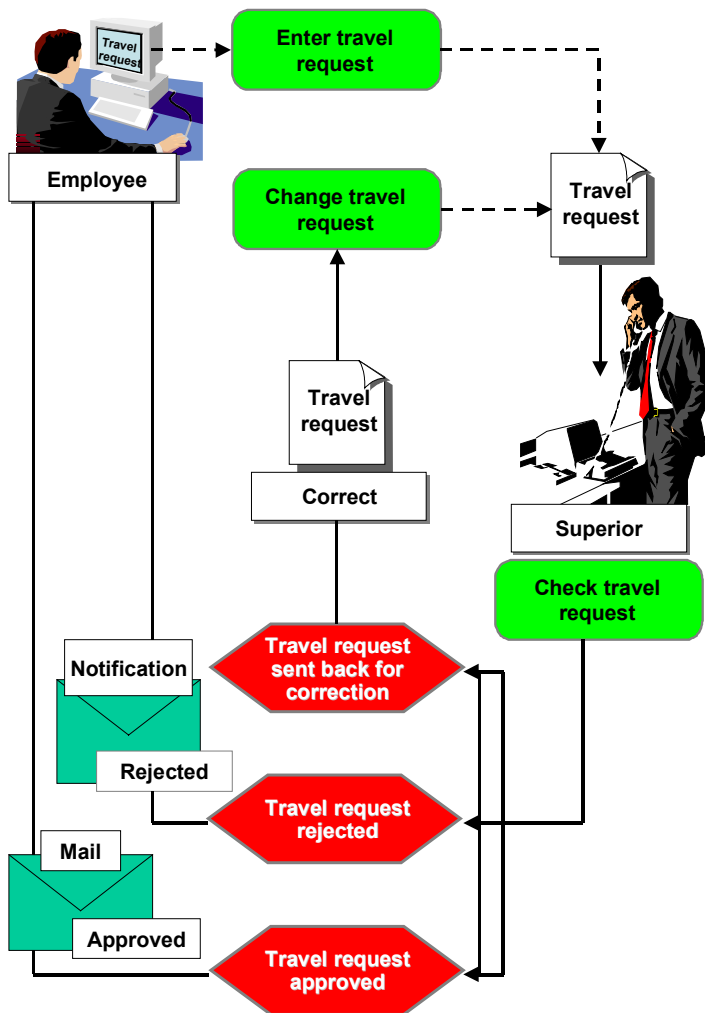 Travel
request
Enter travel
request
Employee
Change travel
request
Travel
request
Travel
request
Correct
Superior
Check travel
request
Travel request
sent back for
correction
Notification
Rejected
Travel request
rejected
Mail
Approved
Travel request
approved